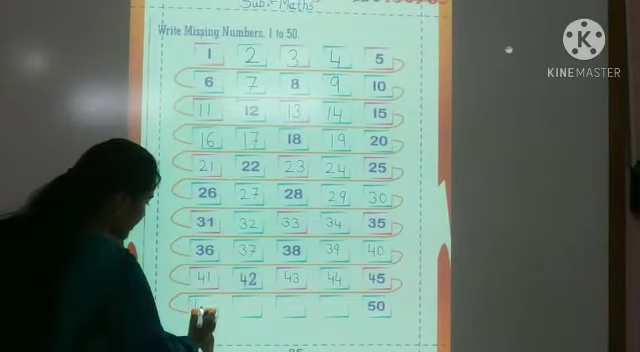 Sub:- Maths
Write Missing Numbers. 1 to 50.
1 2 3 4 5
6 7 8 9 10
11 12 13 14 15
16 17 18 19 20
21 22 23 24 25
26 27 28 29 30
31 32 33 34 35
36 37 38 39 40
41 42 43 44 45
50
KINEMASTER